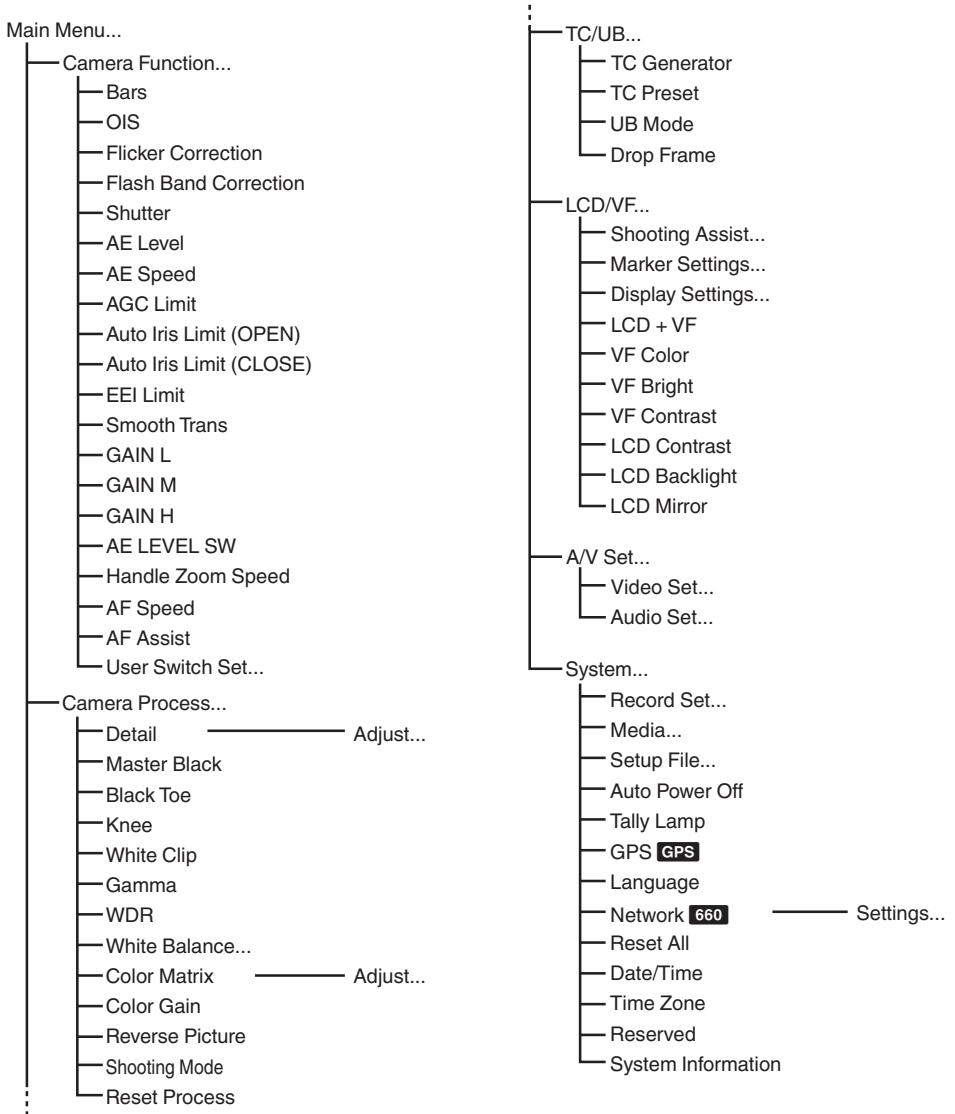 Main Menu...
Camera Function...
Bars
OIS
Flicker Correction
Flash Band Correction
Shutter
AE Level
AE Speed
AGC Limit
Auto Iris Limit (OPEN)
Auto Iris Limit (CLOSE)
EEI Limit
Smooth Trans
GAIN L
GAIN M
GAIN H
AE LEVEL SW
Handle Zoom Speed
AF Speed
AF Assist
User Switch Set...
Camera Process...
Detail Adjust...
Master Black
Black Toe
Knee
White Clip
Gamma
WDR
White Balance...
Color Matrix Adjust...
Color Gain
Reverse Picture
Shooting Mode
Reset Process
TC/UB...
TC Generator
TC Preset
UB Mode
Drop Frame
LCD/VF...
Shooting Assist...
Marker Settings...
Display Settings...
LCD + VF
VF Color
VF Bright
VF Contrast
LCD Contrast
LCD Backlight
LCD Mirror
A/V Set...
Video Set...
Audio Set...
System...
Record Set...
Media...
Setup File...
Auto Power Off
Tally Lamp
GPS GPS
Language
Network 660 Settings...
Reset All
Date/Time
Time Zone
Reserved
System Information